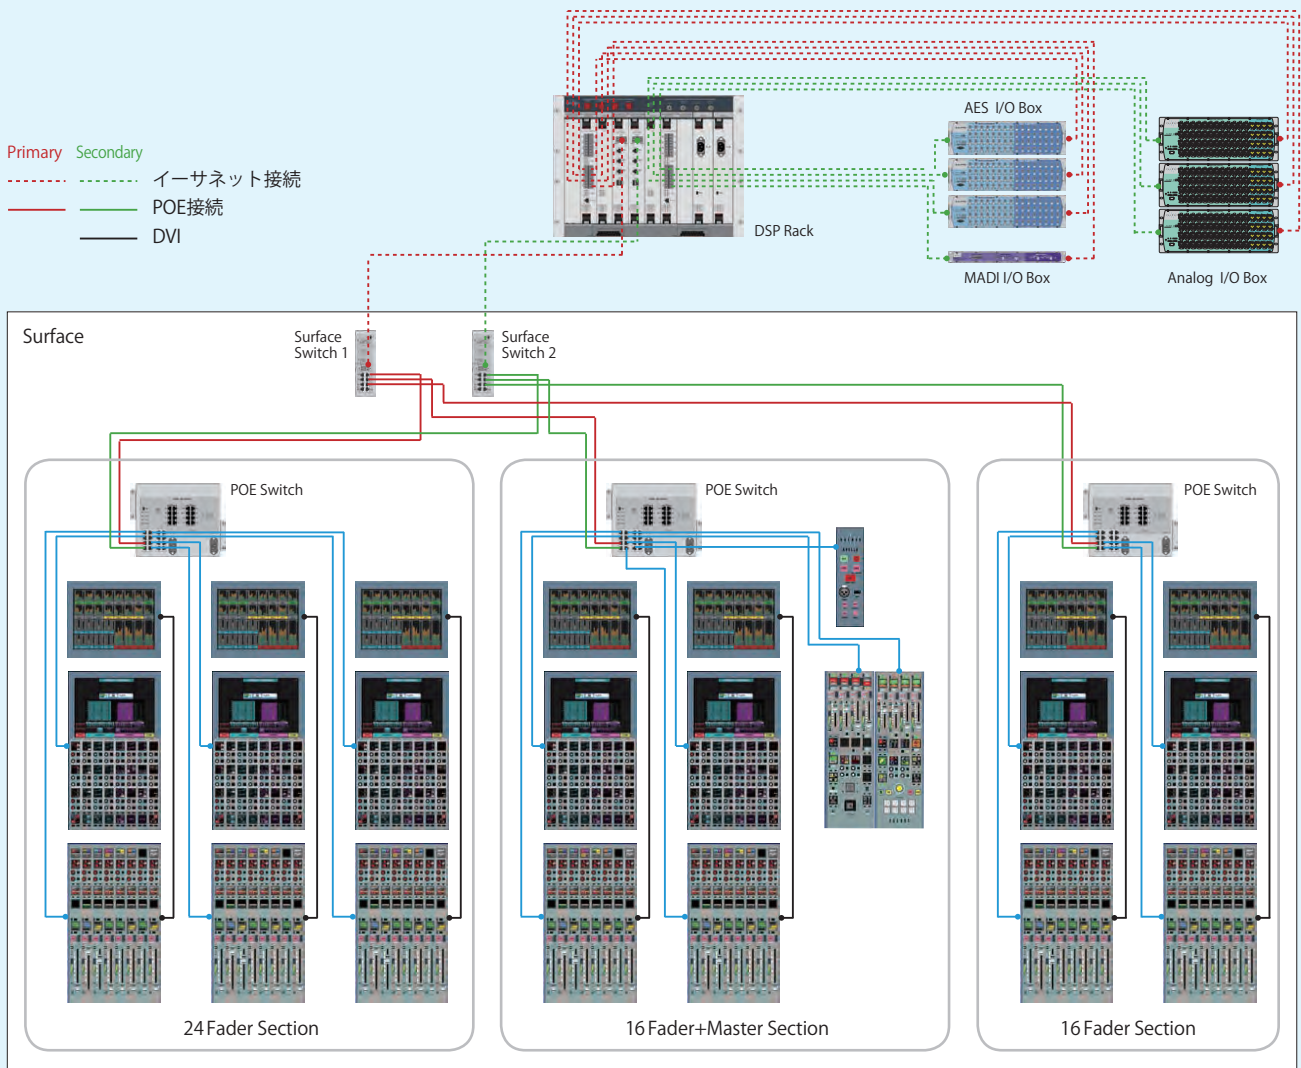 AES I/O Box
Primary Secondary
イーサネット接続
POE接続
DVI
DSP Rack
MADI I/O Box
Analog I/O Box
Surface
Surface
Switch 1
Surface
Switch 2
POE Switch
POE Switch
POE Switch
24 Fader Section
16 Fader+Master Section
16 Fader Section